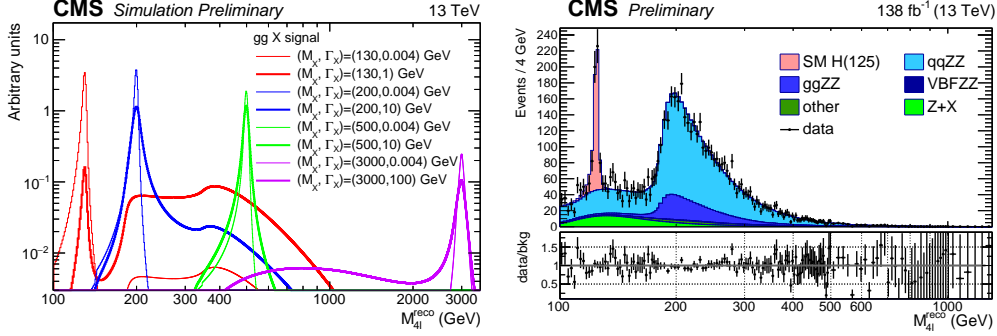 CMS Simulation Preliminary 13 TeV
Arbitrary units
10
1
10⁻¹
10⁻²
gg X signal
(M_X, Γ_X)=(130,0.004) GeV
(M_X, Γ_X)=(130,1) GeV
(M_X, Γ_X)=(200,0.004) GeV
(M_X, Γ_X)=(200,10) GeV
(M_X, Γ_X)=(500,0.004) GeV
(M_X, Γ_X)=(500,10) GeV
(M_X, Γ_X)=(3000,0.004) GeV
(M_X, Γ_X)=(3000,100) GeV
100 200 300 400 1000 3000
M_4l^reco (GeV)
CMS Preliminary 138 fb⁻¹ (13 TeV)
Events / 4 GeV
240
220
200
180
160
140
120
100
80
60
40
20
0
SM H(125) qqZZ
ggZZ VBFZZ
other Z+X
data
data/bkg
1.5
1
0.5
100 200 300 400 500 600 1000
M_4l^reco (GeV)